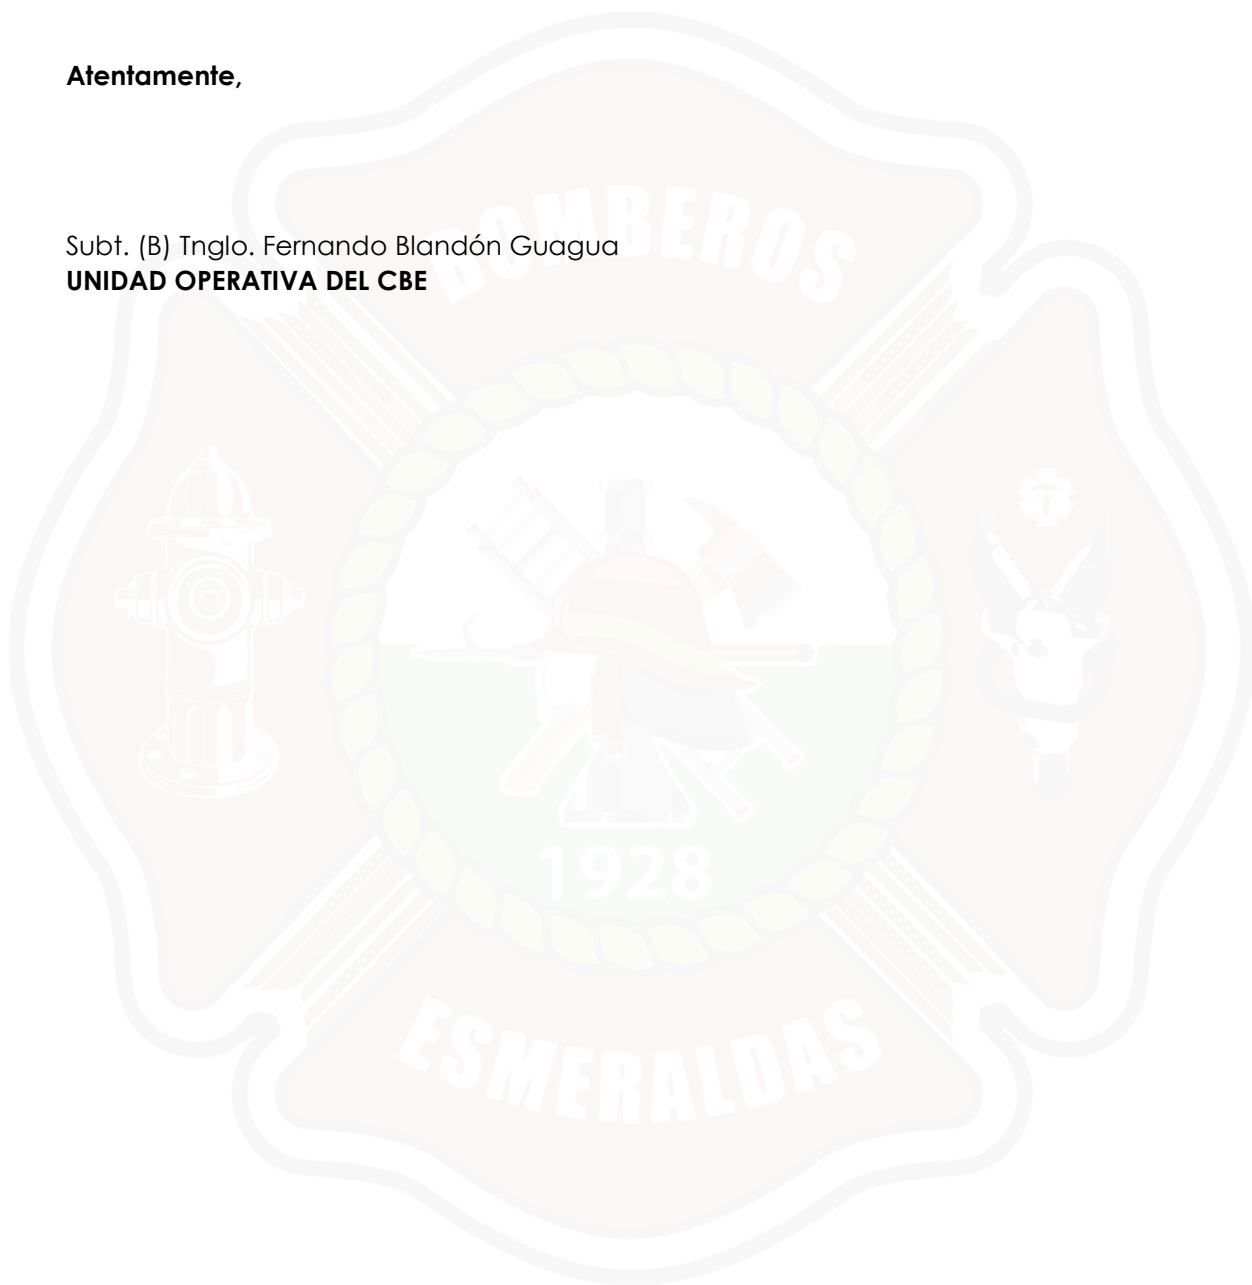 Atentamente,
Subt. (B) Tnglo. Fernando Blandón Guagua
UNIDAD OPERATIVA DEL CBE
BOMBEROS
1928
ESMERALDAS